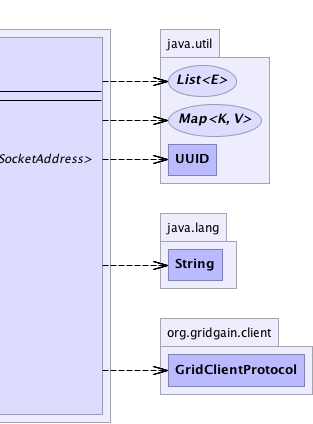 java.util
List<E>
Map<K, V>
SocketAddress>
UUID
java.lang
String
org.gridgain.client
GridClientProtocol